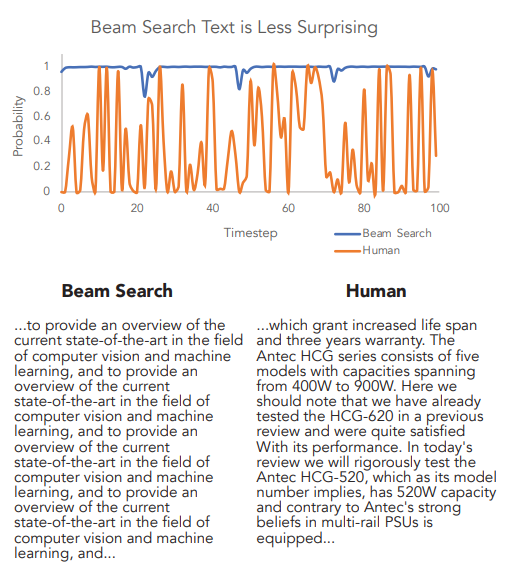 Beam Search Text is Less Surprising
Probability
1
0.8
0.6
0.4
0.2
0
0 20 40 60 80 100
Timestep
Beam Search
Human
Beam Search
...to provide an overview of the
current state-of-the-art in the field
of computer vision and machine
learning, and to provide an
overview of the current
state-of-the-art in the field of
computer vision and machine
learning, and to provide an
overview of the current
state-of-the-art in the field of
computer vision and machine
learning, and to provide an
overview of the current
state-of-the-art in the field of
computer vision and machine
learning, and...
Human
...which grant increased life span
and three years warranty. The
Antec HCG series consists of five
models with capacities spanning
from 400W to 900W. Here we
should note that we have already
tested the HCG-620 in a previous
review and were quite satisfied
With its performance. In today's
review we will rigorously test the
Antec HCG-520, which as its model
number implies, has 520W capacity
and contrary to Antec's strong
beliefs in multi-rail PSUs is
equipped...